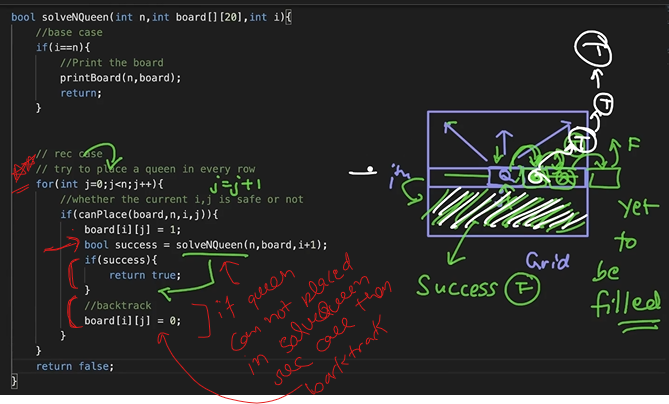 bool solveNQueen(int n,int board[][20],int i){
//base case
if(i==n){
//Print the board
printBoard(n,board);
return;
}
// rec case
// try to place a queen in every row
for(int j=0;j<n;j++){
j=j+1
//whether the current i,j is safe or not
if(canPlace(board,n,i,j)){
board[i][j] = 1;
bool success = solveNQueen(n,board,i+1);
if(success){
return true;
}
//backtrack
board[i][j] = 0;
}
}
return false;
}
if queen
can not placed
in solveQueen
rec case then
backtrak
T
T
T
F
ith
Q
Grid
Success F
yet
to
be
filled